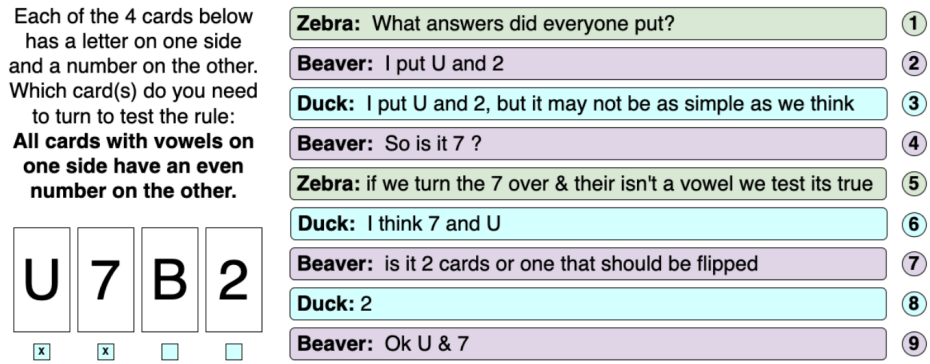 Each of the 4 cards below
has a letter on one side
and a number on the other.
Which card(s) do you need
to turn to test the rule:
All cards with vowels on
one side have an even
number on the other.
U 7 B 2
x x
Zebra: What answers did everyone put? 1
Beaver: I put U and 2 2
Duck: I put U and 2, but it may not be as simple as we think 3
Beaver: So is it 7 ? 4
Zebra: if we turn the 7 over & their isn't a vowel we test its true 5
Duck: I think 7 and U 6
Beaver: is it 2 cards or one that should be flipped 7
Duck: 2 8
Beaver: Ok U & 7 9